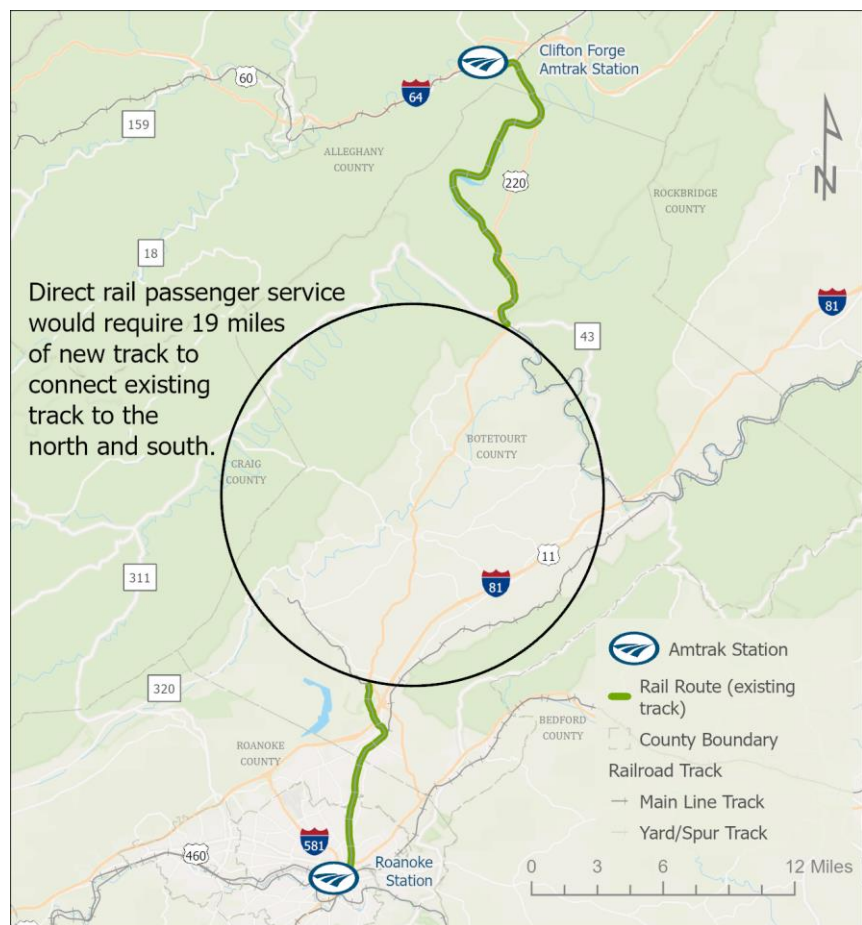 Clifton Forge
Amtrak Station
60
64
159
ALLEGHANY
COUNTY
220
ROCKBRIDGE
COUNTY
N
18
Direct rail passenger service
would require 19 miles
of new track to
connect existing
track to the
north and south.
81
43
BOTETOURT
COUNTY
CRAIG
COUNTY
11
81
311
320
Amtrak Station
Rail Route (existing
track)
County Boundary
Railroad Track
Main Line Track
Yard/Spur Track
BEDFORD
COUNTY
ROANOKE
COUNTY
581
460
Roanoke
Station
0 3 6 12 Miles